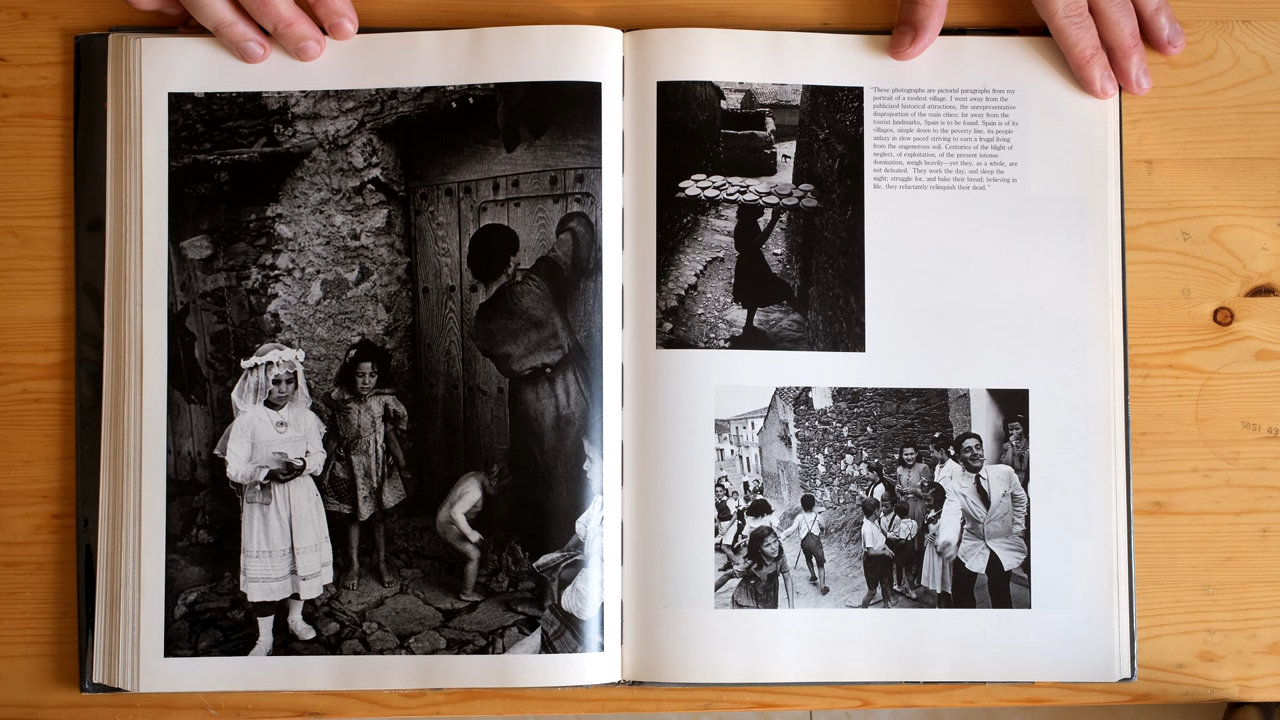 "These photographs are pictorial paragraphs from my
portrait of a modest village. I went away from the
publicized historical attractions, the unrepresentative
disproportion of the main cities; far away from the
tourist landmarks, Spain is to be found. Spain is of its
villages, simple down to the poverty line, its people
unlazy in slow paced striving to earn a frugal living
from the ungenerous soil. Centuries of the blight of
neglect, of exploitation, of the present intense
domination, weigh heavily—yet they, as a whole, are
not defeated. They work the day, and sleep the
night; struggle for, and bake their bread; believing in
life, they reluctantly relinquish their dead."